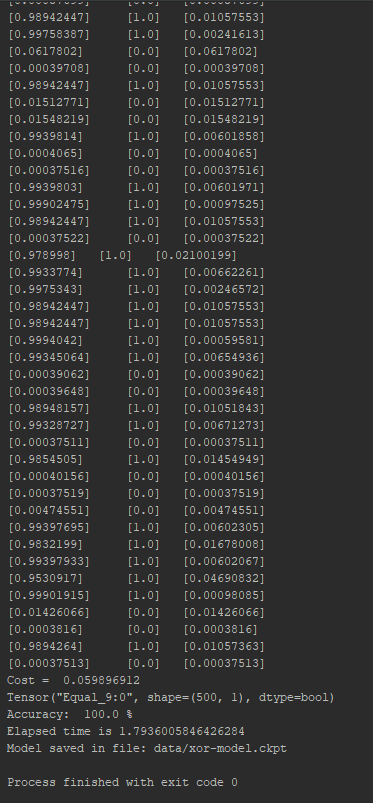 [0.98942447] [1.0] [0.01057553]
[0.99758387] [1.0] [0.00241613]
[0.0617802] [0.0] [0.0617802]
[0.00039708] [0.0] [0.00039708]
[0.98942447] [1.0] [0.01057553]
[0.01512771] [0.0] [0.01512771]
[0.01548219] [0.0] [0.01548219]
[0.9939814] [1.0] [0.00601858]
[0.0004065] [0.0] [0.0004065]
[0.00037516] [0.0] [0.00037516]
[0.9939803] [1.0] [0.00601971]
[0.99902475] [1.0] [0.00097525]
[0.98942447] [1.0] [0.01057553]
[0.00037522] [0.0] [0.00037522]
[0.978998] [1.0] [0.02100199]
[0.9933774] [1.0] [0.00662261]
[0.9975343] [1.0] [0.00246572]
[0.98942447] [1.0] [0.01057553]
[0.98942447] [1.0] [0.01057553]
[0.9994042] [1.0] [0.00059581]
[0.99345064] [1.0] [0.00654936]
[0.00039062] [0.0] [0.00039062]
[0.00039648] [0.0] [0.00039648]
[0.98948157] [1.0] [0.01051843]
[0.99328727] [1.0] [0.00671273]
[0.00037511] [0.0] [0.00037511]
[0.9854505] [1.0] [0.01454949]
[0.00040156] [0.0] [0.00040156]
[0.00037519] [0.0] [0.00037519]
[0.00474551] [0.0] [0.00474551]
[0.99397695] [1.0] [0.00602305]
[0.9832199] [1.0] [0.01678008]
[0.99397933] [1.0] [0.00602067]
[0.9530917] [1.0] [0.04690832]
[0.99901915] [1.0] [0.00098085]
[0.01426066] [0.0] [0.01426066]
[0.0003816] [0.0] [0.0003816]
[0.9894264] [1.0] [0.01057363]
[0.00037513] [0.0] [0.00037513]
Cost =  0.059896912
Tensor("Equal_9:0", shape=(500, 1), dtype=bool)
Accuracy:  100.0 %
Elapsed time is 1.7936005846426284
Model saved in file: data/xor-model.ckpt
Process finished with exit code 0